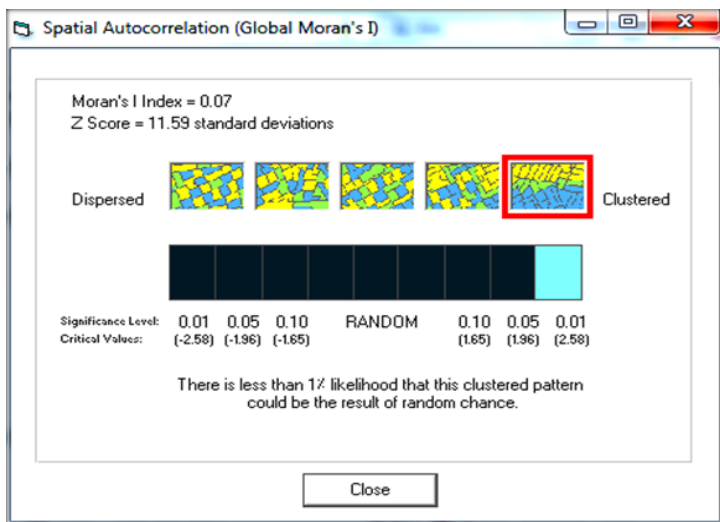 Spatial Autocorrelation (Global Moran's I)
Moran's I Index = 0.07
Z Score = 11.59 standard deviations
Dispersed
Clustered
Significance Level: 0.01 0.05 0.10 RANDOM 0.10 0.05 0.01
Critical Values: (-2.58) (-1.96) (-1.65) (1.65) (1.96) (2.58)
There is less than 1% likelihood that this clustered pattern
could be the result of random chance.
Close